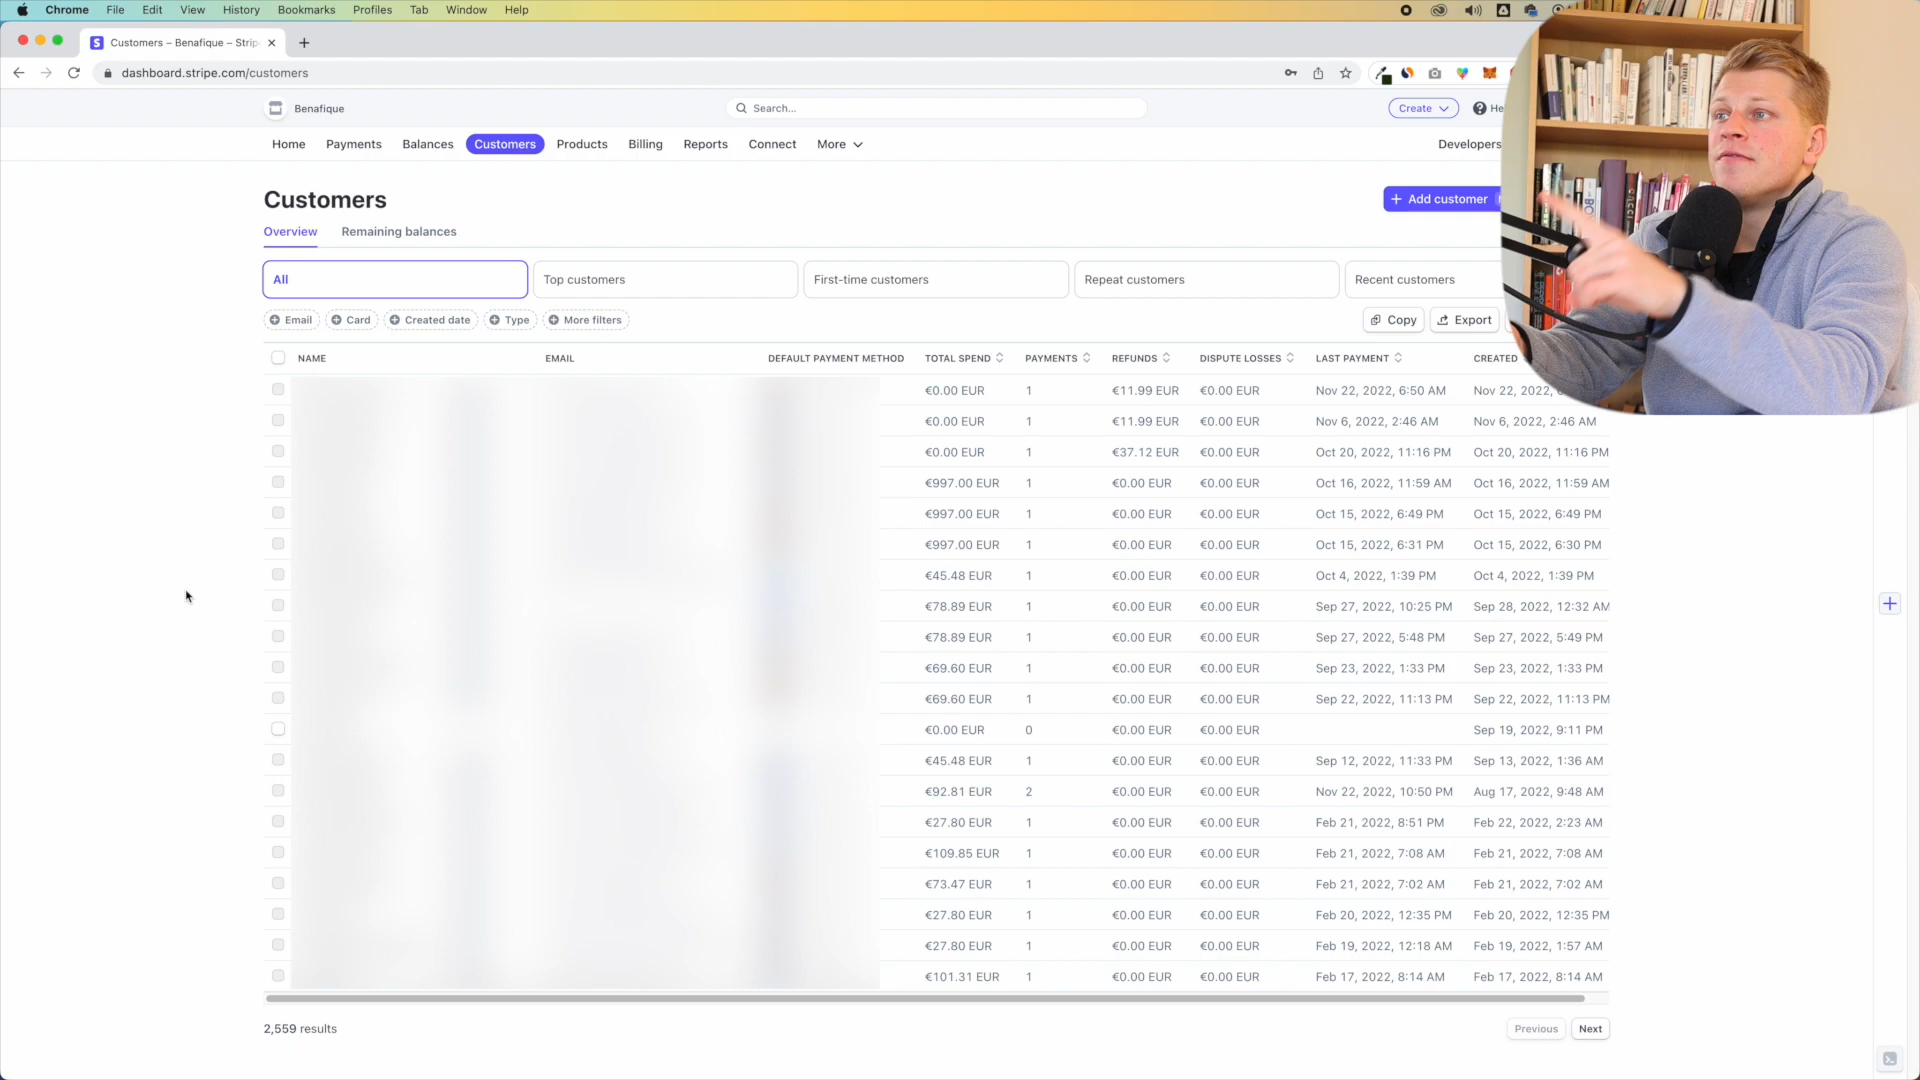 Chrome File Edit View History Bookmarks Profiles Tab Window Help
Customers – Benafique – Strip
dashboard.stripe.com/customers
Benafique Search... Create He
Home Payments Balances Customers Products Billing Reports Connect More Developers
Customers
Add customer
Overview Remaining balances
All Top customers First-time customers Repeat customers Recent customers
Email Card Created date Type More filters Copy Export
NAME EMAIL DEFAULT PAYMENT METHOD TOTAL SPEND PAYMENTS REFUNDS DISPUTE LOSSES LAST PAYMENT CREATED
€0.00 EUR 1 €11.99 EUR €0.00 EUR Nov 22, 2022, 6:50 AM Nov 22, 2022,
€0.00 EUR 1 €11.99 EUR €0.00 EUR Nov 6, 2022, 2:46 AM Nov 6, 2022, 2:46 AM
€0.00 EUR 1 €37.12 EUR €0.00 EUR Oct 20, 2022, 11:16 PM Oct 20, 2022, 11:16 PM
€997.00 EUR 1 €0.00 EUR €0.00 EUR Oct 16, 2022, 11:59 AM Oct 16, 2022, 11:59 AM
€997.00 EUR 1 €0.00 EUR €0.00 EUR Oct 15, 2022, 6:49 PM Oct 15, 2022, 6:49 PM
€997.00 EUR 1 €0.00 EUR €0.00 EUR Oct 15, 2022, 6:31 PM Oct 15, 2022, 6:30 PM
€45.48 EUR 1 €0.00 EUR €0.00 EUR Oct 4, 2022, 1:39 PM Oct 4, 2022, 1:39 PM
€78.89 EUR 1 €0.00 EUR €0.00 EUR Sep 27, 2022, 10:25 PM Sep 28, 2022, 12:32 AM
€78.89 EUR 1 €0.00 EUR €0.00 EUR Sep 27, 2022, 5:48 PM Sep 27, 2022, 5:49 PM
€69.60 EUR 1 €0.00 EUR €0.00 EUR Sep 23, 2022, 1:33 PM Sep 23, 2022, 1:33 PM
€69.60 EUR 1 €0.00 EUR €0.00 EUR Sep 22, 2022, 11:13 PM Sep 22, 2022, 11:13 PM
€0.00 EUR 0 €0.00 EUR €0.00 EUR Sep 19, 2022, 9:11 PM
€45.48 EUR 1 €0.00 EUR €0.00 EUR Sep 12, 2022, 11:33 PM Sep 13, 2022, 1:36 AM
€92.81 EUR 2 €0.00 EUR €0.00 EUR Nov 22, 2022, 10:50 PM Aug 17, 2022, 9:48 AM
€27.80 EUR 1 €0.00 EUR €0.00 EUR Feb 21, 2022, 8:51 PM Feb 22, 2022, 2:23 AM
€109.85 EUR 1 €0.00 EUR €0.00 EUR Feb 21, 2022, 7:08 AM Feb 21, 2022, 7:08 AM
€73.47 EUR 1 €0.00 EUR €0.00 EUR Feb 21, 2022, 7:02 AM Feb 21, 2022, 7:02 AM
€27.80 EUR 1 €0.00 EUR €0.00 EUR Feb 20, 2022, 12:35 PM Feb 20, 2022, 12:35 PM
€27.80 EUR 1 €0.00 EUR €0.00 EUR Feb 19, 2022, 12:18 AM Feb 19, 2022, 1:57 AM
€101.31 EUR 1 €0.00 EUR €0.00 EUR Feb 17, 2022, 8:14 AM Feb 17, 2022, 8:14 AM
2,559 results Previous Next